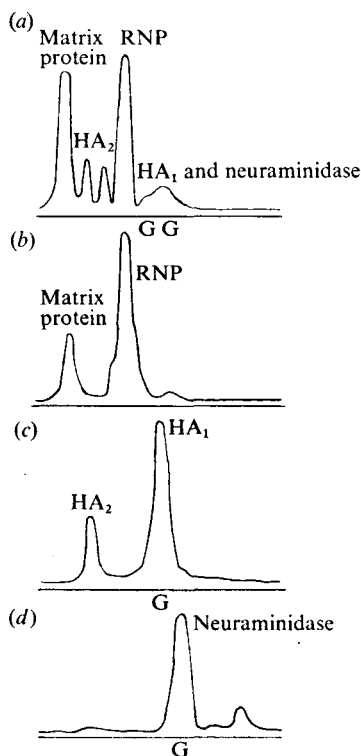 (a)
Matrix protein
RNP
HA₂
HA₁ and neuraminidase
G G
(b)
Matrix protein
RNP
(c)
HA₂
HA₁
G
(d)
Neuraminidase
G